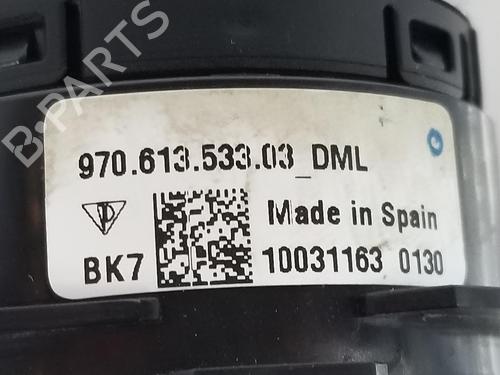 B-PARTS
970.613.533.03_DML
Made in Spain
BK7
10031163 0130